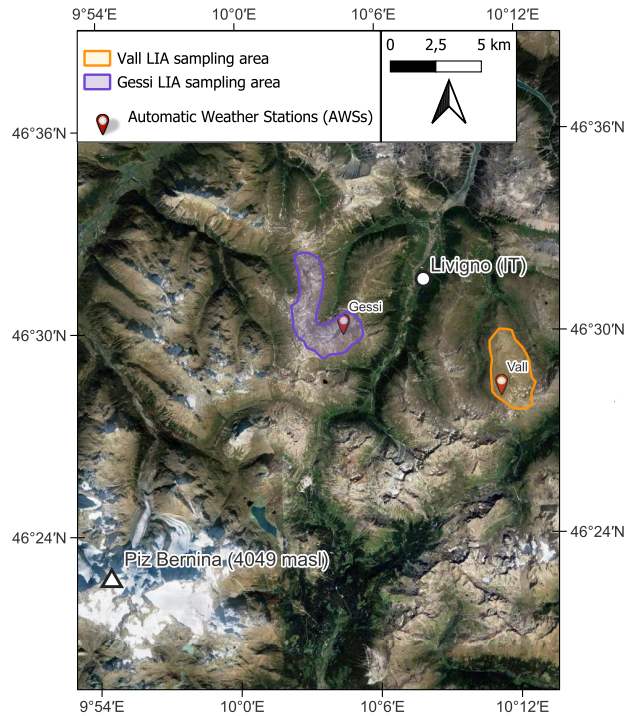 9°54′E 10°0′E 10°6′E 10°12′E
Vall LIA sampling area
Gessi LIA sampling area
Automatic Weather Stations (AWSs)
0 2,5 5 km
46°36′N 46°36′N
Livigno (IT)
Gessi
46°30′N 46°30′N
Vall
46°24′N 46°24′N
Piz Bernina (4049 masl)
9°54′E 10°0′E 10°6′E 10°12′E